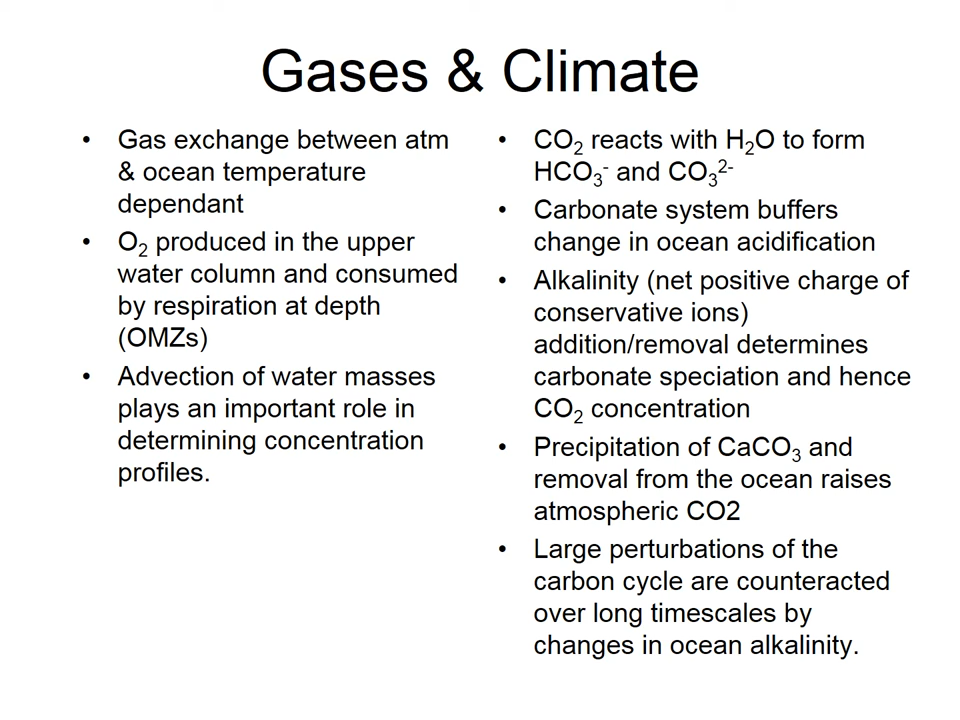 Gases & Climate
• Gas exchange between atm
& ocean temperature
dependant
• O₂ produced in the upper
water column and consumed
by respiration at depth
(OMZs)
• Advection of water masses
plays an important role in
determining concentration
profiles.
• CO₂ reacts with H₂O to form
HCO₃⁻ and CO₃²⁻
• Carbonate system buffers
change in ocean acidification
• Alkalinity (net positive charge of
conservative ions)
addition/removal determines
carbonate speciation and hence
CO₂ concentration
• Precipitation of CaCO₃ and
removal from the ocean raises
atmospheric CO2
• Large perturbations of the
carbon cycle are counteracted
over long timescales by
changes in ocean alkalinity.